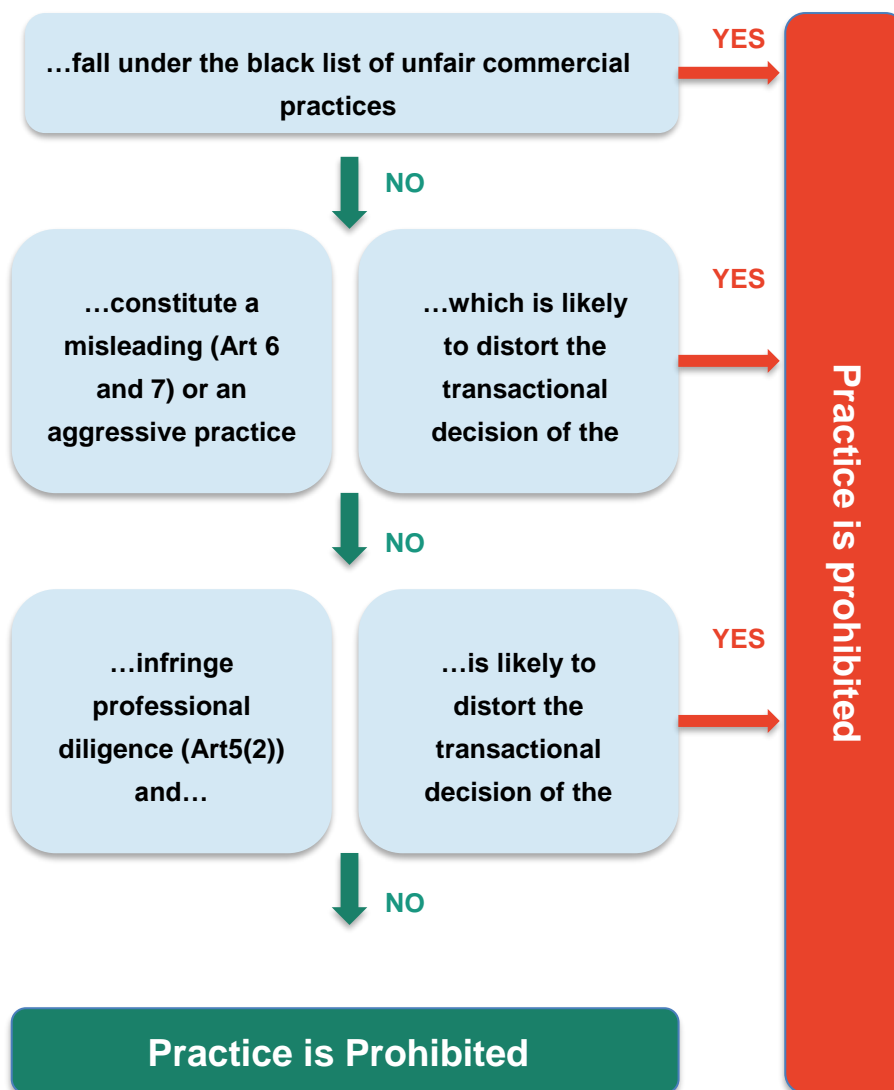 …fall under the black list of unfair commercial
practices
YES
NO
…constitute a
misleading (Art 6
and 7) or an
aggressive practice
…which is likely
to distort the
transactional
decision of the
YES
NO
…infringe
professional
diligence (Art5(2))
and…
…is likely to
distort the
transactional
decision of the
YES
NO
Practice is Prohibited
Practice is prohibited